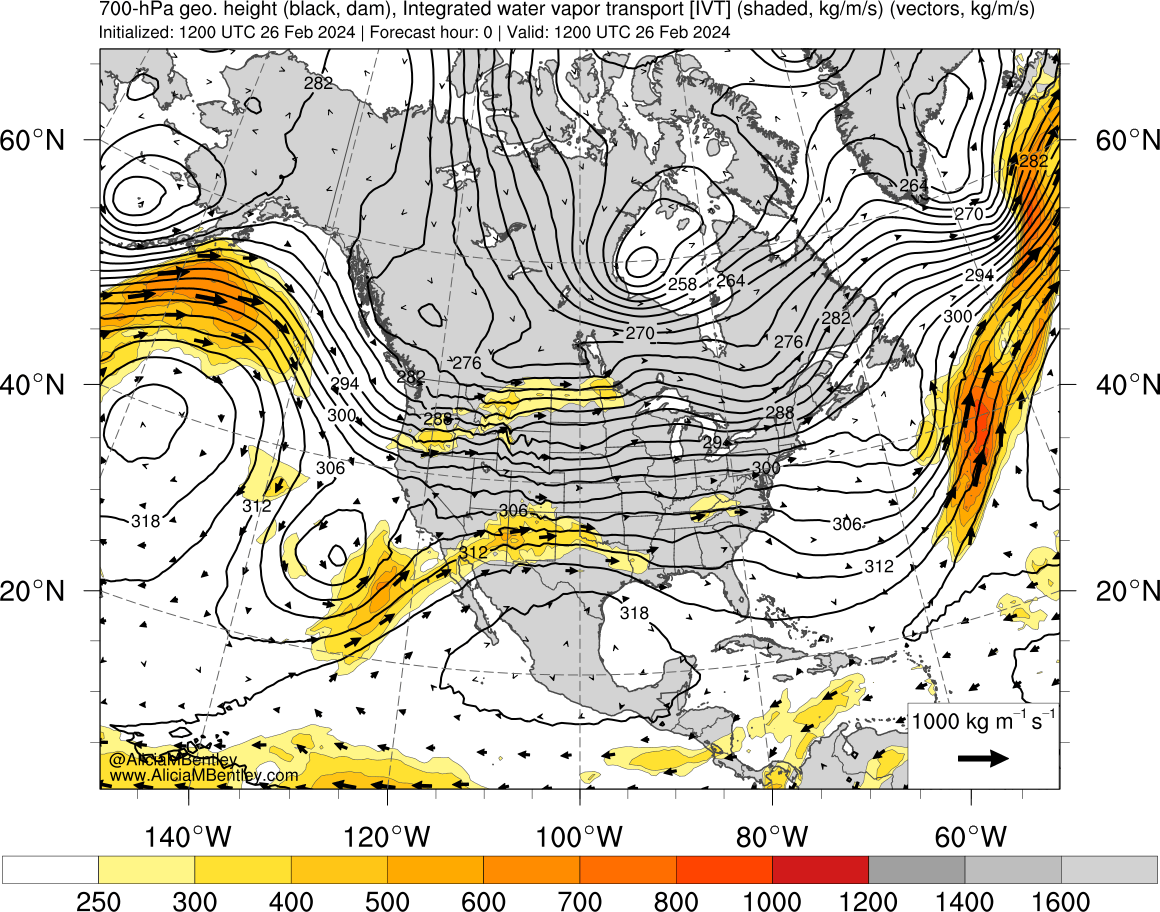 700-hPa geo. height (black, dam), Integrated water vapor transport [IVT] (shaded, kg/m/s) (vectors, kg/m/s)
Initialized: 1200 UTC 26 Feb 2024 | Forecast hour: 0 | Valid: 1200 UTC 26 Feb 2024
282
60°N
60°N
282
264
270
258
264
294
282
300
270
276
276
282
294
40°N
40°N
288
300
288
294
306
300
312
306
318
306
312
312
20°N
20°N
318
1000 kg m⁻¹ s⁻¹
@AliciaMBentley
www.AliciaMBentley.com
140°W 120°W 100°W 80°W 60°W
250 300 400 500 600 700 800 1000 1200 1400 1600